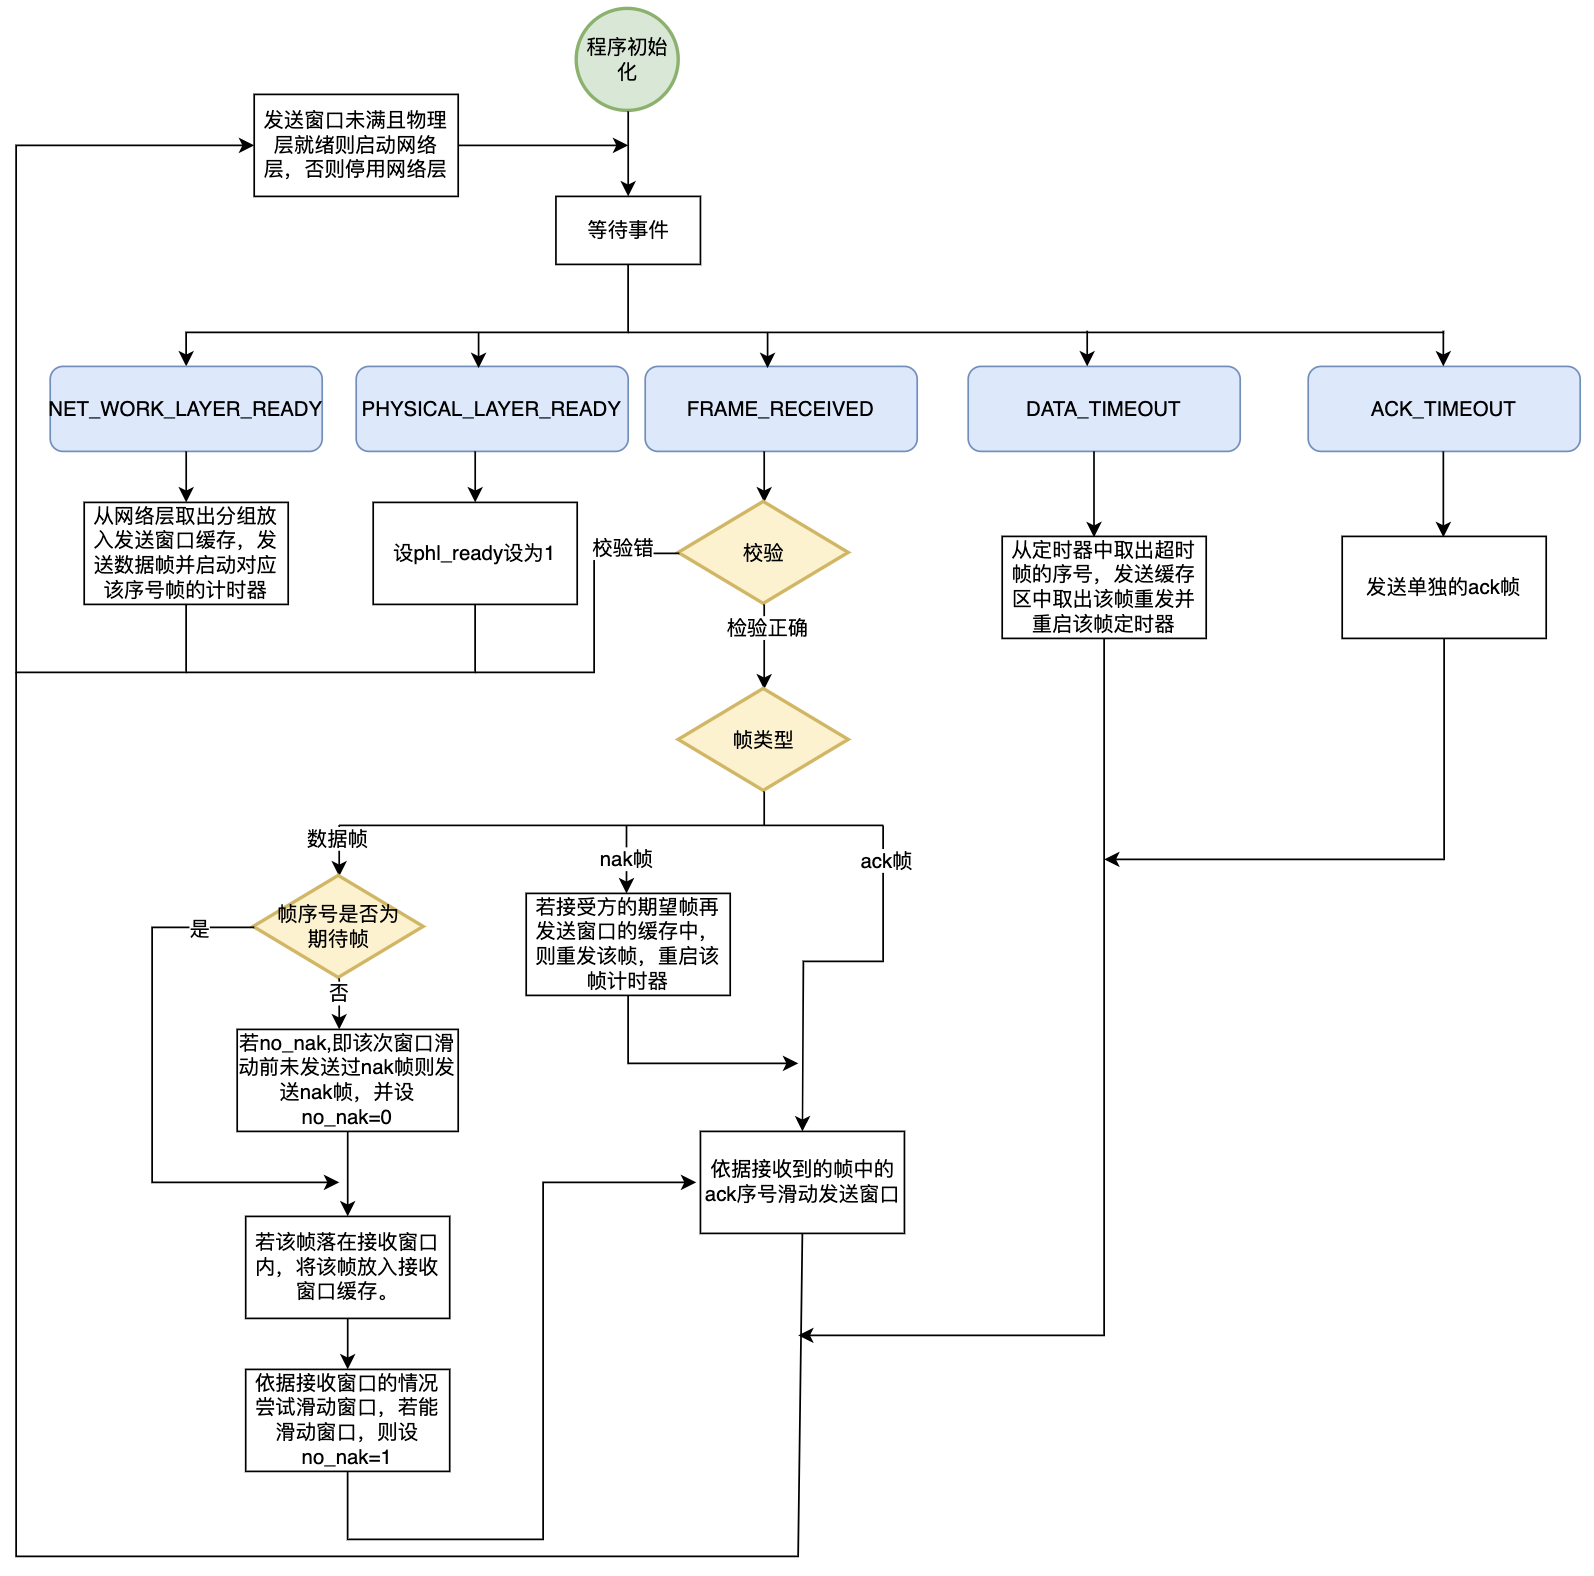 程序初始
化
发送窗口未满且物理
层就绪则启动网络
层，否则停用网络层
等待事件
NET_WORK_LAYER_READY
PHYSICAL_LAYER_READY
FRAME_RECEIVED
DATA_TIMEOUT
ACK_TIMEOUT
从网络层取出分组放
入发送窗口缓存，发
送数据帧并启动对应
该序号帧的计时器
设phl_ready设为1
校验错
校验
从定时器中取出超时
帧的序号，发送缓存
区中取出该帧重发并
重启该帧定时器
发送单独的ack帧
检验正确
帧类型
数据帧
nak帧
ack帧
帧序号是否为
期待帧
是
否
若接受方的期望帧再
发送窗口的缓存中，
则重发该帧，重启该
帧计时器
若no_nak,即该次窗口滑
动前未发送过nak帧则发
送nak帧，并设
no_nak=0
依据接收到的帧中的
ack序号滑动发送窗口
若该帧落在接收窗口
内，将该帧放入接收
窗口缓存。
依据接收窗口的情况
尝试滑动窗口，若能
滑动窗口，则设
no_nak=1